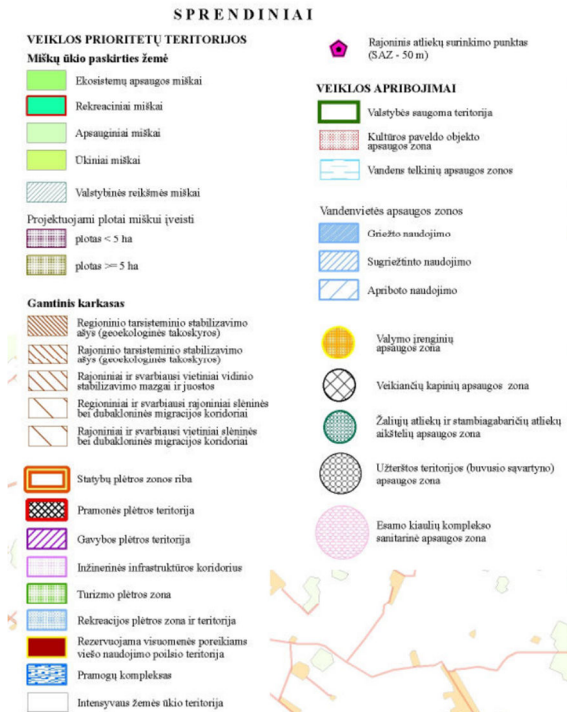 SPRENDINIAI
VEIKLOS PRIORITETŲ TERITORIJOS
Miškų ūkio paskirties žemė
Ekosistemų apsaugos miškai
Rekreaciniai miškai
Apsauginiai miškai
Ūkiniai miškai
Valstybinės reikšmės miškai
Projektuojami plotai miškui įveisti
plotas < 5 ha
plotas >= 5 ha
Gamtinis karkasas
Regioninio tarsisteminio stabilizavimo
ašys (geoekologinės takoskyros)
Rajoninio tarsisteminio stabilizavimo
ašys (geoekologinės takoskyros)
Rajoniniai ir svarbiausi vietiniai vidinio
stabilizavimo mazgai ir juostos
Regioniniai ir svarbiausi rajoniniai slėninės
bei dubakloninės migracijos koridoriai
Rajoniniai ir svarbiausi vietiniai slėninės
bei dubakloninės migracijos koridoriai
Statybų plėtros zonos riba
Pramonės plėtros teritorija
Gavybos plėtros teritorija
Inžinerinės infrastruktūros koridorius
Turizmo plėtros zona
Rekreacijos plėtros zona ir teritorija
Rezervuojama visuomenės poreikiams
viešo naudojimo poilsio teritorija
Pramogų kompleksas
Intensyvaus žemės ūkio teritorija
Rajoninis atliekų surinkimo punktas
(SAZ - 50 m)
VEIKLOS APRIBOJIMAI
Valstybės saugoma teritorija
Kultūros paveldo objekto
apsaugos zona
Vandens telkinių apsaugos zonos
Vandenvietės apsaugos zonos
Griežto naudojimo
Sugriežtinto naudojimo
Apriboto naudojimo
Valymo įrenginių
apsaugos zona
Veikiančių kapinių apsaugos zona
Žaliųjų atliekų ir stambiagabaričių atliekų
aikštelių apsaugos zona
Užterštos teritorijos (buvusio sąvartyno)
apsaugos zona
Esamo kiaulių komplekso
sanitarinė apsaugos zona